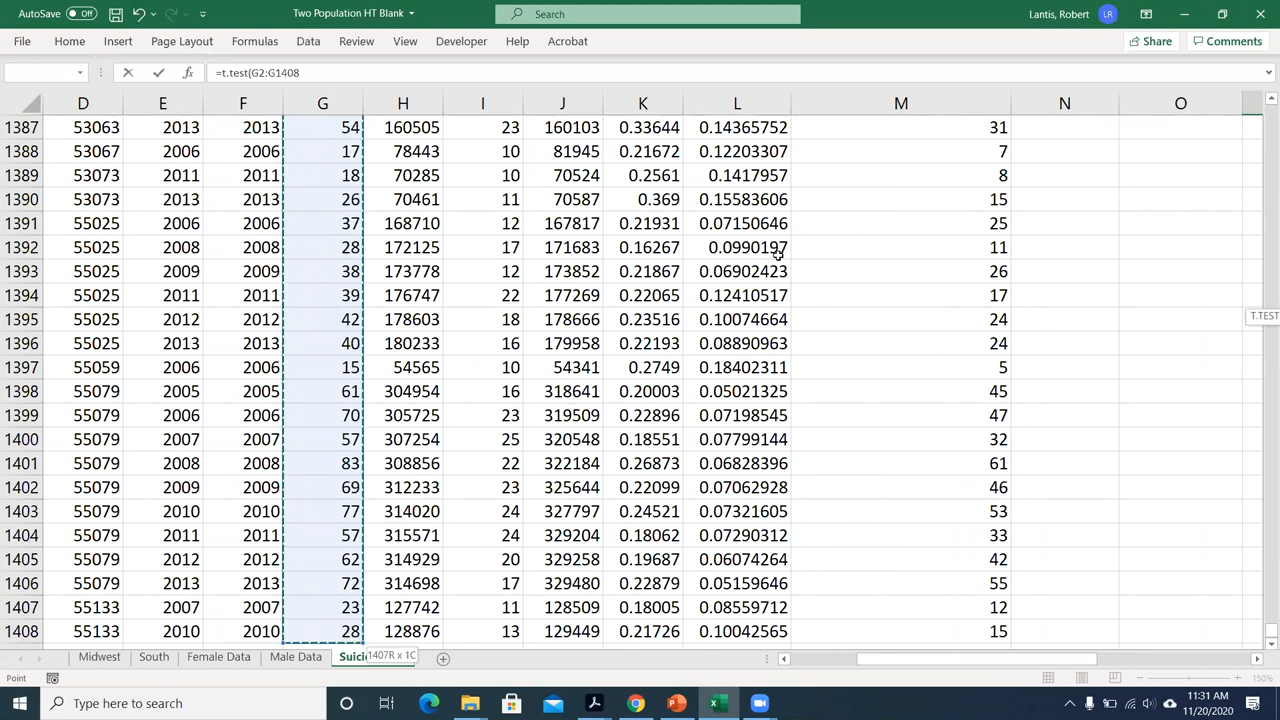 AutoSave Off Two Population HT Blank Search Lantis, Robert LR
File Home Insert Page Layout Formulas Data Review View Developer Help Acrobat Share Comments
fx =t.test(G2:G1408
D E F G H I J K L M N O
1387 53063 2013 2013 54 160505 23 160103 0.33644 0.14365752 31
1388 53067 2006 2006 17 78443 10 81945 0.21672 0.12203307 7
1389 53073 2011 2011 18 70285 10 70524 0.2561 0.1417957 8
1390 53073 2013 2013 26 70461 11 70587 0.369 0.15583606 15
1391 55025 2006 2006 37 168710 12 167817 0.21931 0.07150646 25
1392 55025 2008 2008 28 172125 17 171683 0.16267 0.0990197 11
1393 55025 2009 2009 38 173778 12 173852 0.21867 0.06902423 26
1394 55025 2011 2011 39 176747 22 177269 0.22065 0.12410517 17
T.TEST
1395 55025 2012 2012 42 178603 18 178666 0.23516 0.10074664 24
1396 55025 2013 2013 40 180233 16 179958 0.22193 0.08890963 24
1397 55059 2006 2006 15 54565 10 54341 0.2749 0.18402311 5
1398 55079 2005 2005 61 304954 16 318641 0.20003 0.05021325 45
1399 55079 2006 2006 70 305725 23 319509 0.22896 0.07198545 47
1400 55079 2007 2007 57 307254 25 320548 0.18551 0.07799144 32
1401 55079 2008 2008 83 308856 22 322184 0.26873 0.06828396 61
1402 55079 2009 2009 69 312233 23 325644 0.22099 0.07062928 46
1403 55079 2010 2010 77 314020 24 327797 0.24521 0.07321605 53
1404 55079 2011 2011 57 315571 24 329204 0.18062 0.07290312 33
1405 55079 2012 2012 62 314929 20 329258 0.19687 0.06074264 42
1406 55079 2013 2013 72 314698 17 329480 0.22879 0.05159646 55
1407 55133 2007 2007 23 127742 11 128509 0.18005 0.08559712 12
1408 55133 2010 2010 28 128876 13 129449 0.21726 0.10042565 15
Midwest South Female Data Male Data 1407R x 1C
Point 150%
Type here to search 11:31 AM
11/20/2020